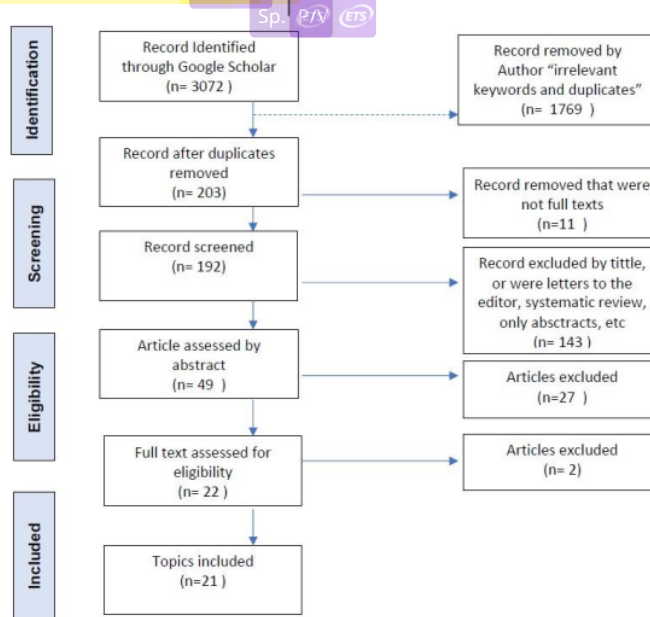 Sp. P/V ETS
Identification
Record Identified
through Google Scholar
(n= 3072 )
Record removed by
Author “irrelevant
keywords and duplicates”
(n= 1769 )
Record after duplicates
removed
(n= 203)
Record removed that were
not full texts
(n=11 )
Screening
Record screened
(n= 192)
Record excluded by tittle,
or were letters to the
editor, systematic review,
only absctracts, etc
(n= 143 )
Eligibility
Article assessed by
abstract
(n= 49 )
Articles excluded
(n=27 )
Full text assessed for
eligibility
(n= 22 )
Articles excluded
(n= 2)
Included
Topics included
(n=21 )